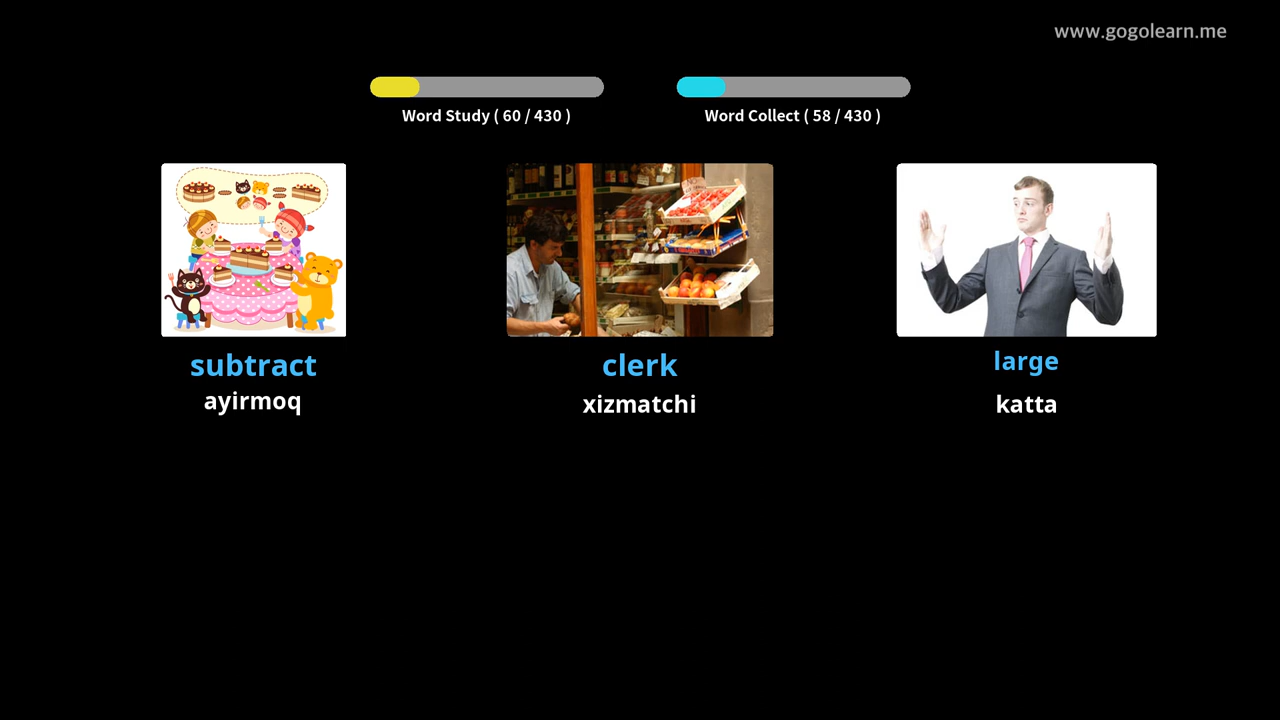 www.gogolearn.me
Word Study ( 60 / 430 )
Word Collect ( 58 / 430 )
subtract
ayirmoq
clerk
xizmatchi
large
katta